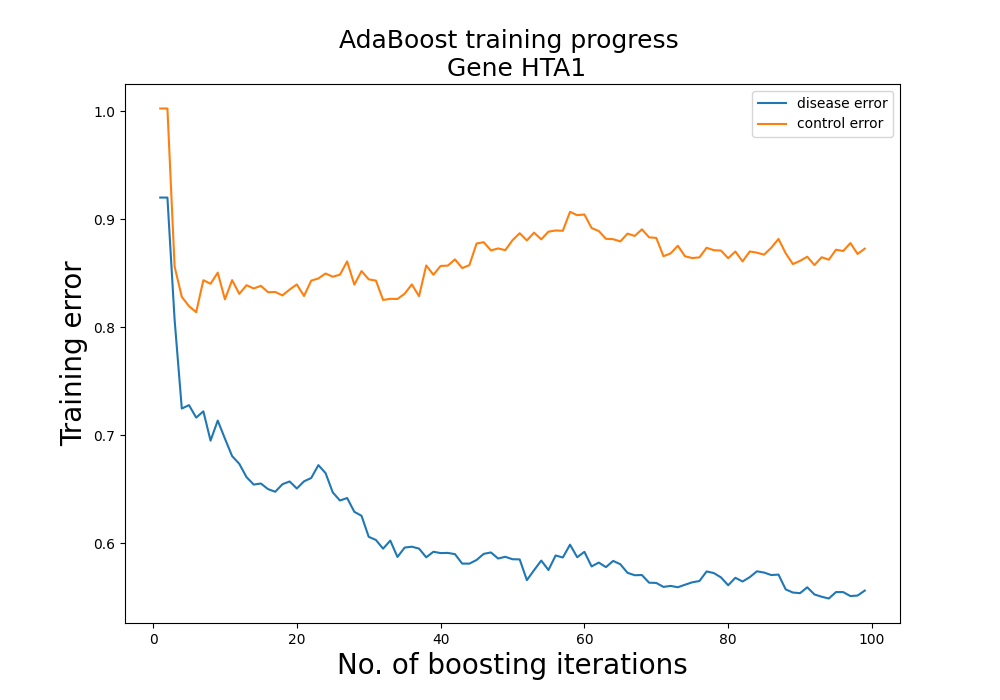 AdaBoost training progress
Gene HTA1
disease error
control error
Training error
1.0
0.9
0.8
0.7
0.6
0
20
40
60
80
100
No. of boosting iterations